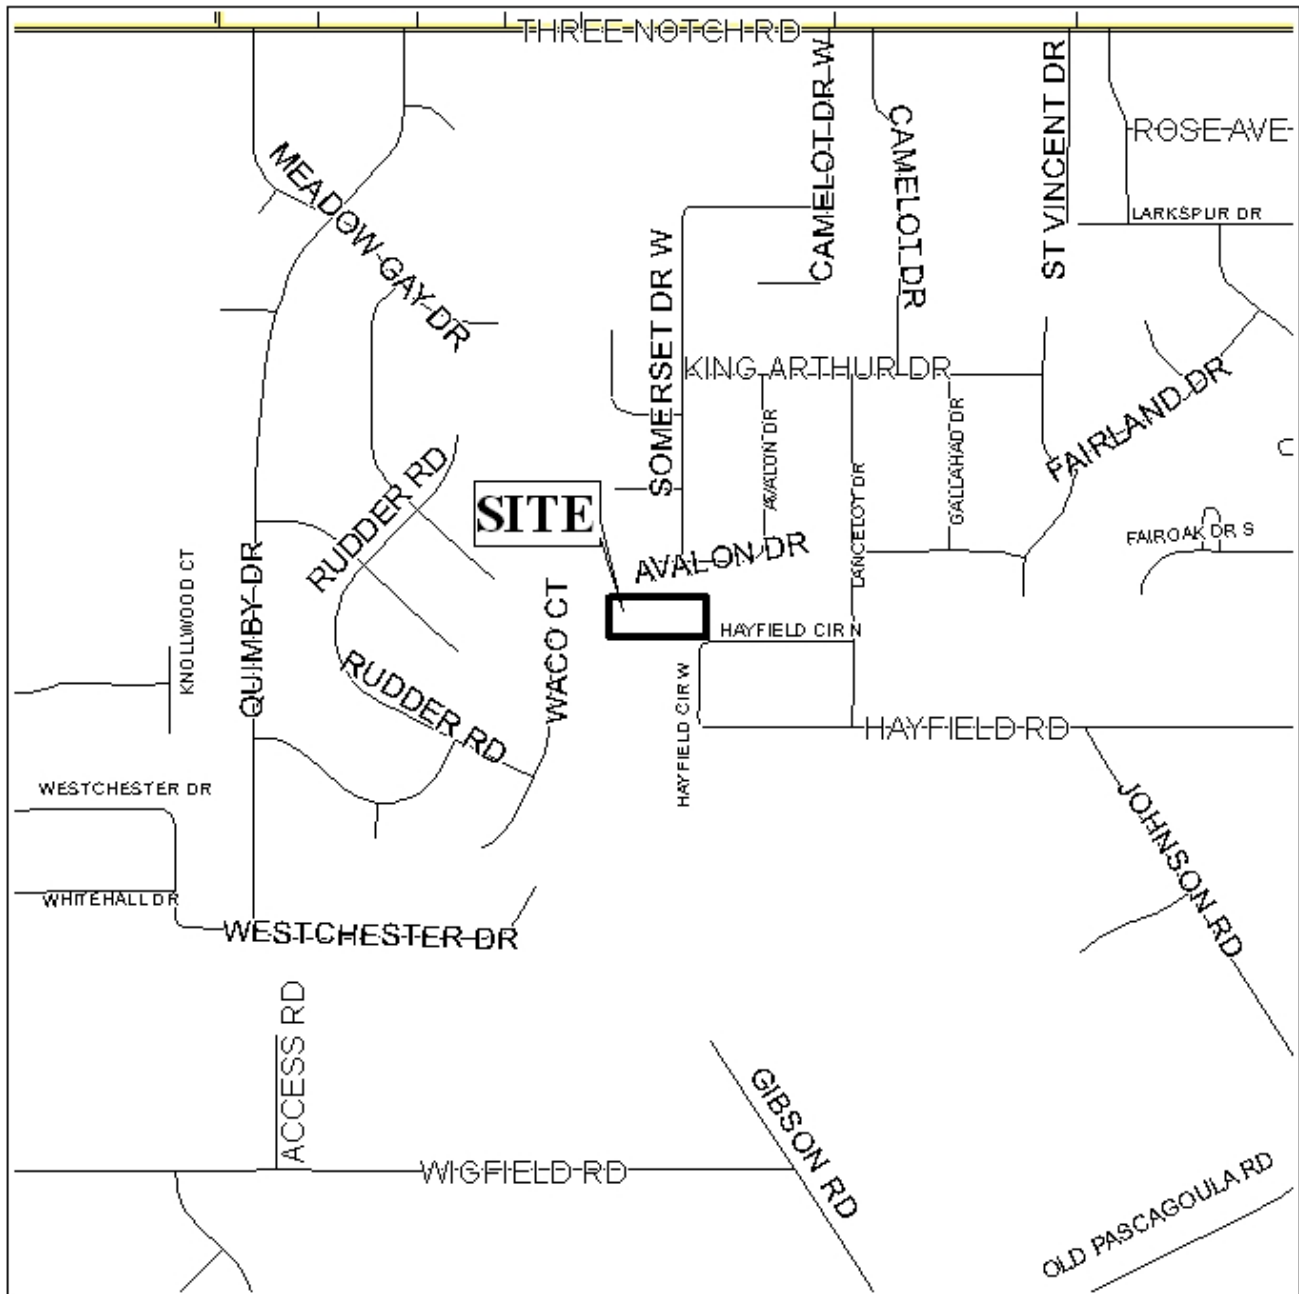 THREE NOTCH RD
CAMELOT DR W
CAMELOT DR
ST VINCENT DR
ROSE AVE
LARKSPUR DR
MEADOW GAY DR
SOMERSET DR W
KING ARTHUR DR
AVALON DR
LANCELOT DR
GALLAHAD DR
FAIRLAND DR
FAIROAK DR S
RUDDER RD
SITE
AVALON DR
KNOLLWOOD CT
QUIMBY DR
WACO CT
HAYFIELD CIR N
RUDDER RD
HAYFIELD CIR W
HAYFIELD RD
WESTCHESTER DR
JOHNSON RD
WHITEHALL DR
WESTCHESTER DR
ACCESS RD
GIBSON RD
WIGFIELD RD
OLD PASCAGOULA RD